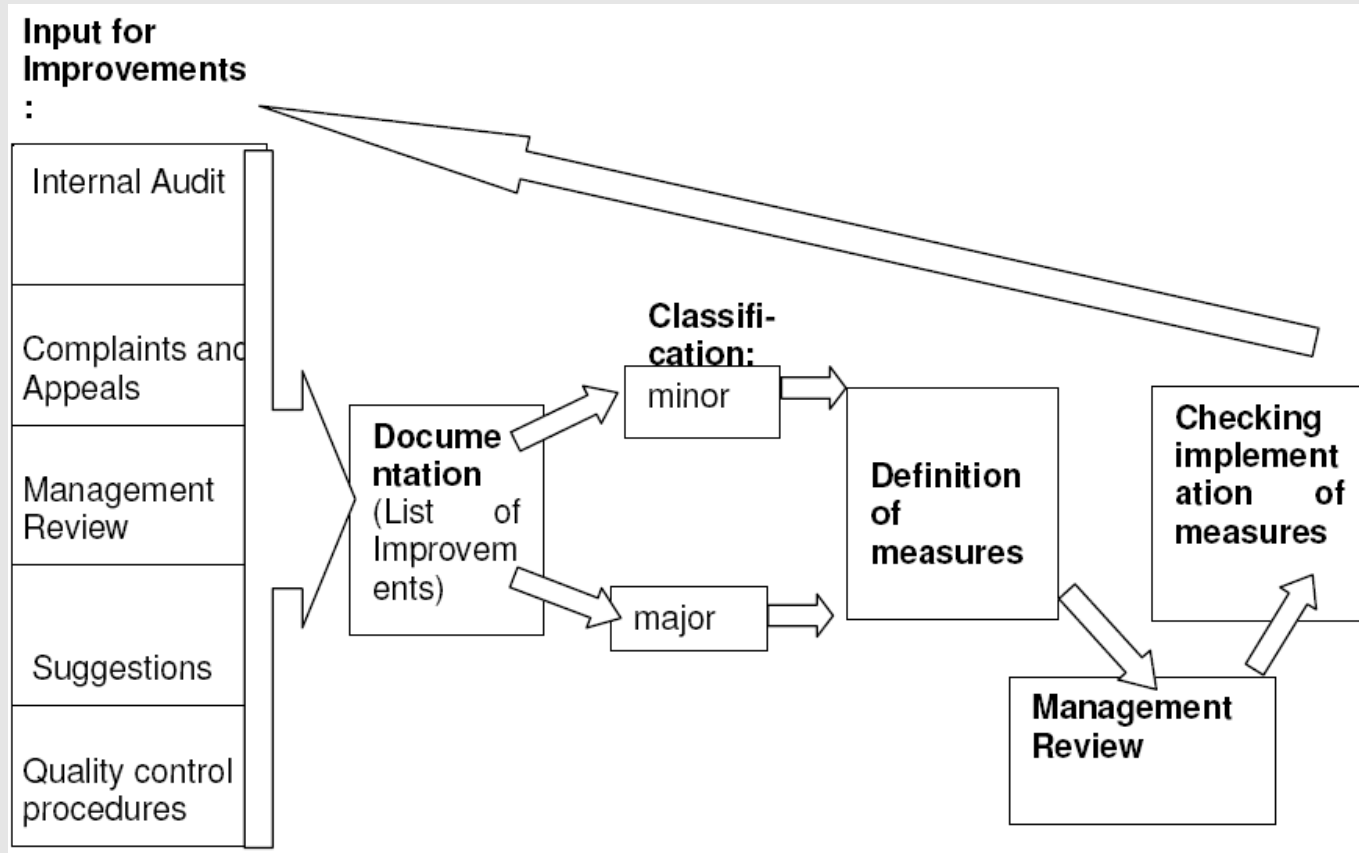 Input for
Improvements
:
Internal Audit
Complaints and
Appeals
Management
Review
Suggestions
Quality control
procedures
Docume
ntation
(List of
Improvem
ents)
Classifi-
cation:
minor
major
Definition
of
measures
Management
Review
Checking
implement
ation of
measures